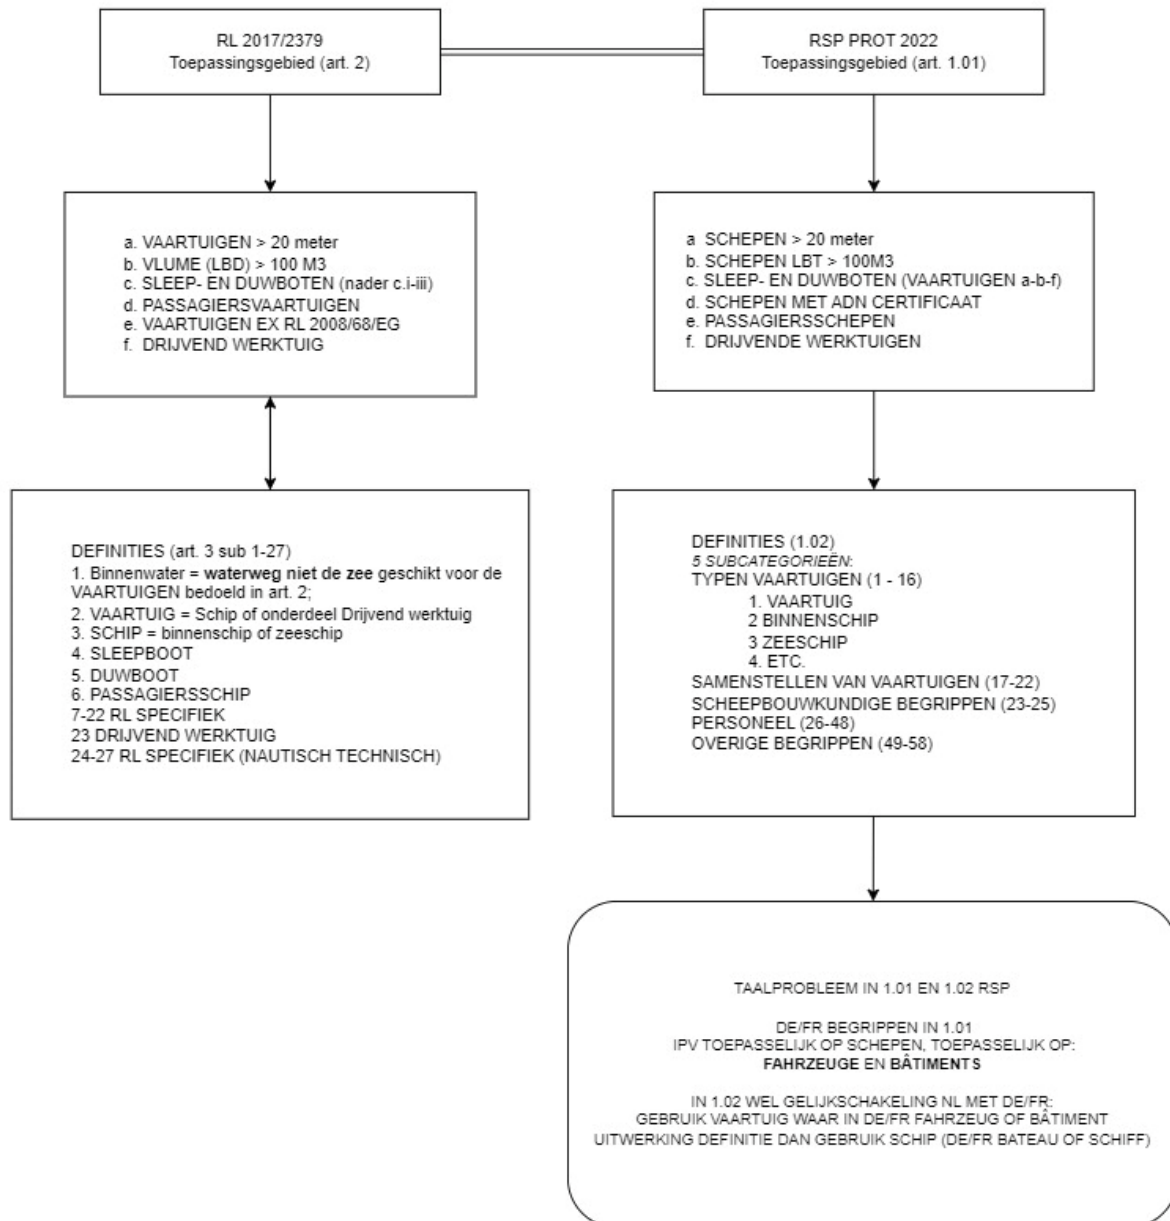 RL 2017/2379
Toepassingsgebied (art. 2)
RSP PROT 2022
Toepassingsgebied (art. 1.01)
a. VAARTUIGEN > 20 meter
b. VLUME (LBD) > 100 M3
c. SLEEP- EN DUWBOTEN (nader c.i-iii)
d. PASSAGIERSVAARTUIGEN
e. VAARTUIGEN EX RL 2008/68/EG
f. DRIJVEND WERKTUIG
a SCHEPEN > 20 meter
b. SCHEPEN LBT > 100M3
c. SLEEP- EN DUWBOTEN (VAARTUIGEN a-b-f)
d. SCHEPEN MET ADN CERTIFICAAT
e. PASSAGIERSSCHEPEN
f. DRIJVENDE WERKTUIGEN
DEFINITIES (art. 3 sub 1-27)
1. Binnenwater = waterweg niet de zee geschikt voor de
VAARTUIGEN bedoeld in art. 2;
2. VAARTUIG = Schip of onderdeel Drijvend werktuig
3. SCHIP = binnenschip of zeeschip
4. SLEEPBOOT
5. DUWBOOT
6. PASSAGIERSSCHIP
7-22 RL SPECIFIEK
23 DRIJVEND WERKTUIG
24-27 RL SPECIFIEK (NAUTISCH TECHNISCH)
DEFINITIES (1.02)
5 SUBCATEGORIEËN:
TYPEN VAARTUIGEN (1 - 16)
1. VAARTUIG
2 BINNENSCHIP
3 ZEESCHIP
4. ETC.
SAMENSTELLEN VAN VAARTUIGEN (17-22)
SCHEEPBOUWKUNDIGE BEGRIPPEN (23-25)
PERSONEEL (26-48)
OVERIGE BEGRIPPEN (49-58)
TAALPROBLEEM IN 1.01 EN 1.02 RSP
DE/FR BEGRIPPEN IN 1.01
IPV TOEPASSELIJK OP SCHEPEN, TOEPASSELIJK OP:
FAHRZEUGE EN BÂTIMENTS
IN 1.02 WEL GELIJKSCHAKELING NL MET DE/FR:
GEBRUIK VAARTUIG WAAR IN DE/FR FAHRZEUG OF BÂTIMENT
UITWERKING DEFINITIE DAN GEBRUIK SCHIP (DE/FR BATEAU OF SCHIFF)